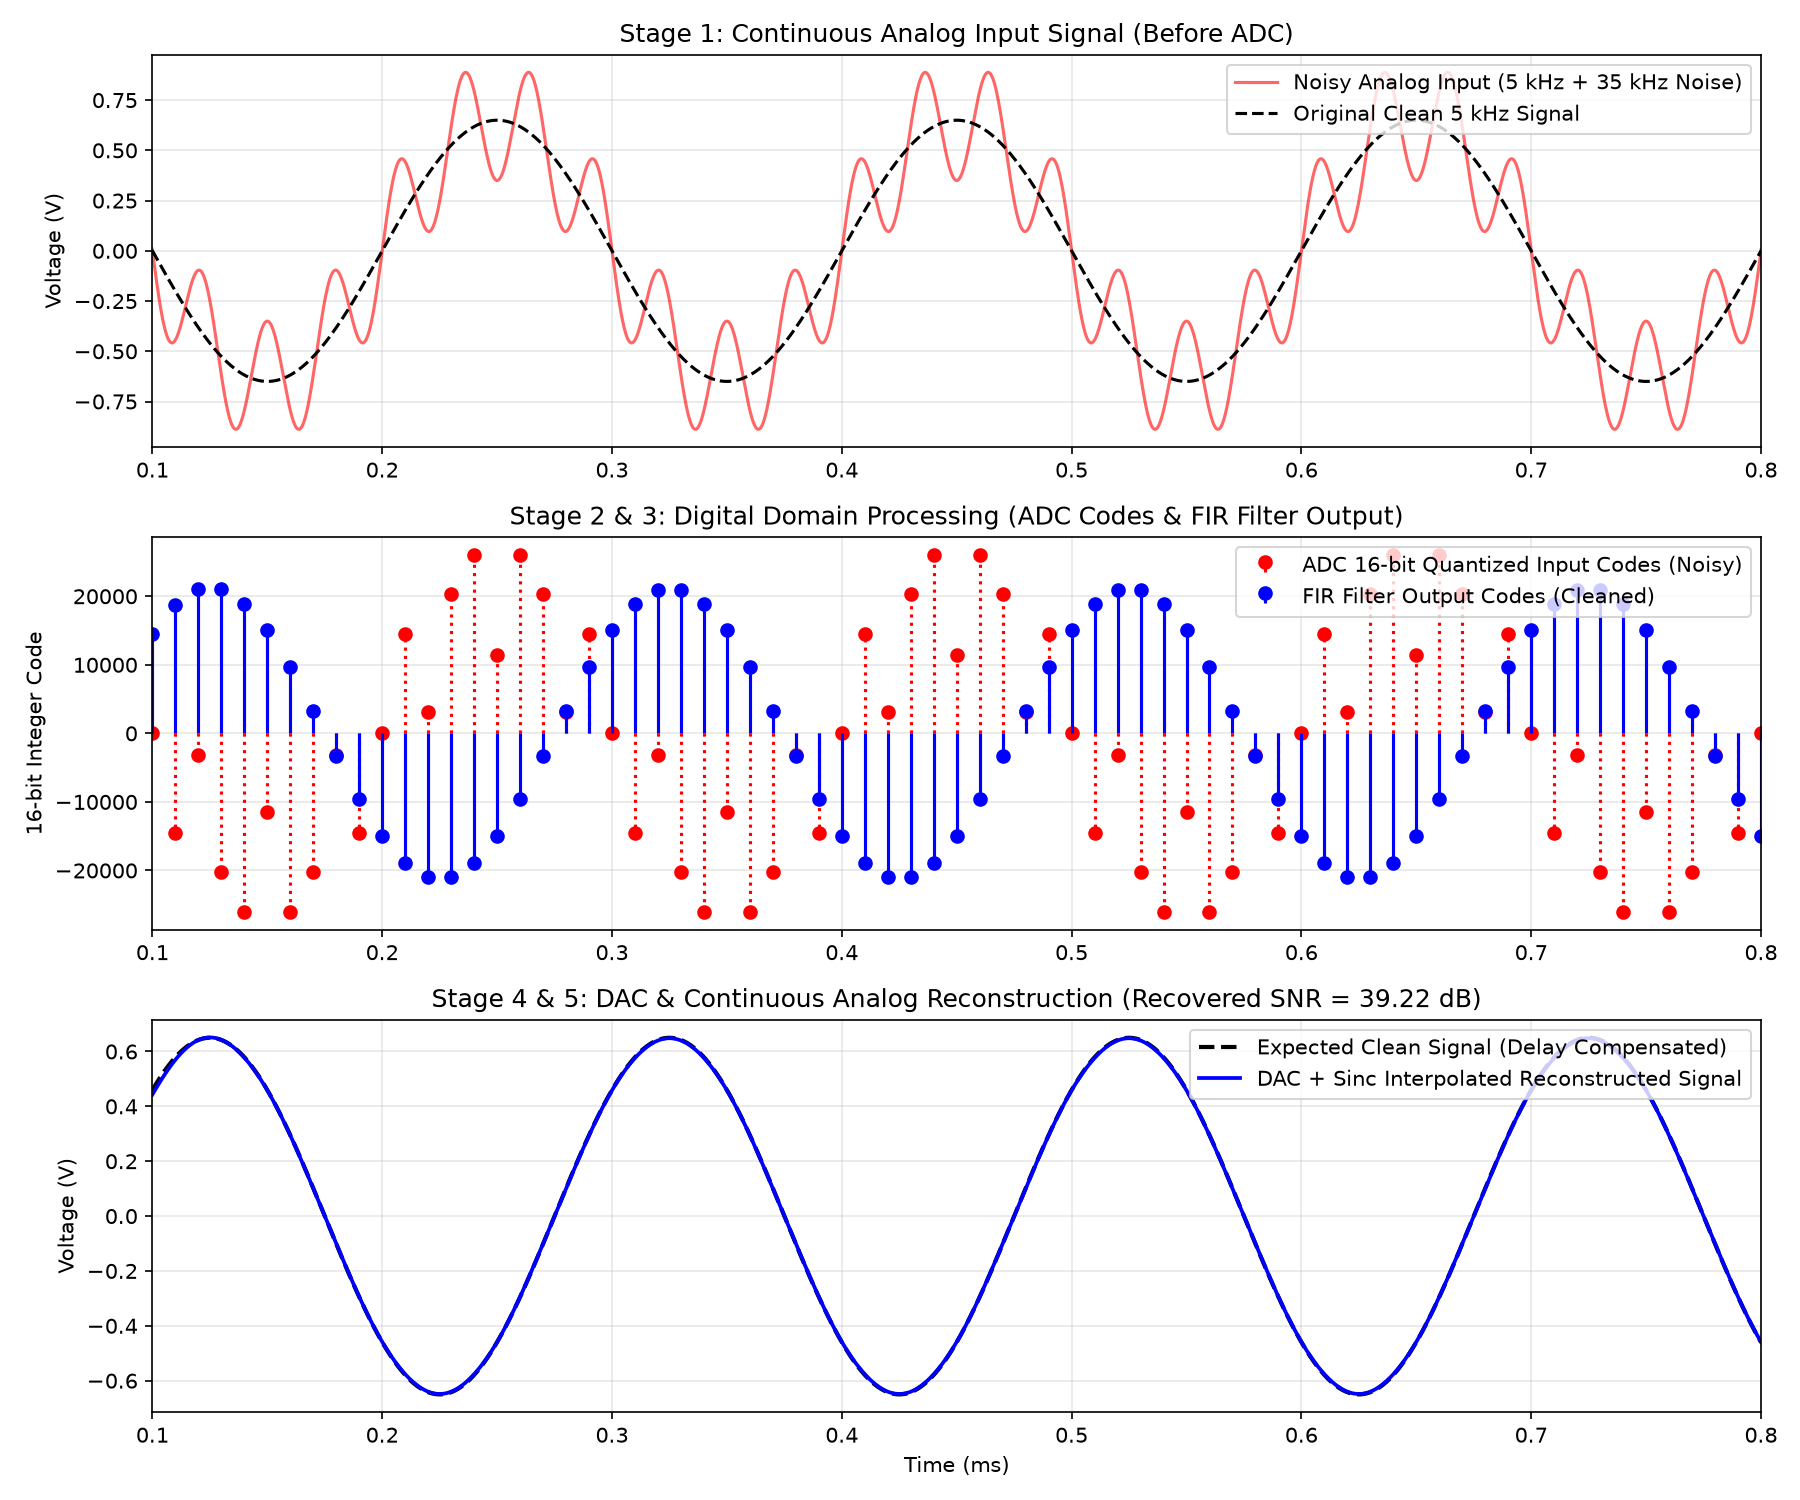 Stage 1: Continuous Analog Input Signal (Before ADC)
Noisy Analog Input (5 kHz + 35 kHz Noise)
Original Clean 5 kHz Signal
Voltage (V)
0.75
0.50
0.25
0.00
−0.25
−0.50
−0.75
0.1 0.2 0.3 0.4 0.5 0.6 0.7 0.8
Stage 2 & 3: Digital Domain Processing (ADC Codes & FIR Filter Output)
ADC 16-bit Quantized Input Codes (Noisy)
FIR Filter Output Codes (Cleaned)
16-bit Integer Code
20000
10000
0
−10000
−20000
0.1 0.2 0.3 0.4 0.5 0.6 0.7 0.8
Stage 4 & 5: DAC & Continuous Analog Reconstruction (Recovered SNR = 39.22 dB)
Expected Clean Signal (Delay Compensated)
DAC + Sinc Interpolated Reconstructed Signal
Voltage (V)
0.6
0.4
0.2
0.0
−0.2
−0.4
−0.6
0.1 0.2 0.3 0.4 0.5 0.6 0.7 0.8
Time (ms)